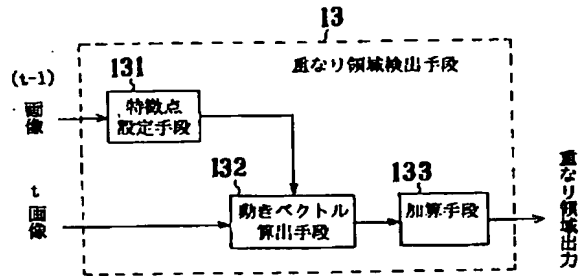 13
重なり領域検出手段
(t-1)
画像
131
特徴点
設定手段
t
画像
132
動きベクトル
算出手段
133
加算手段
重なり領域出力